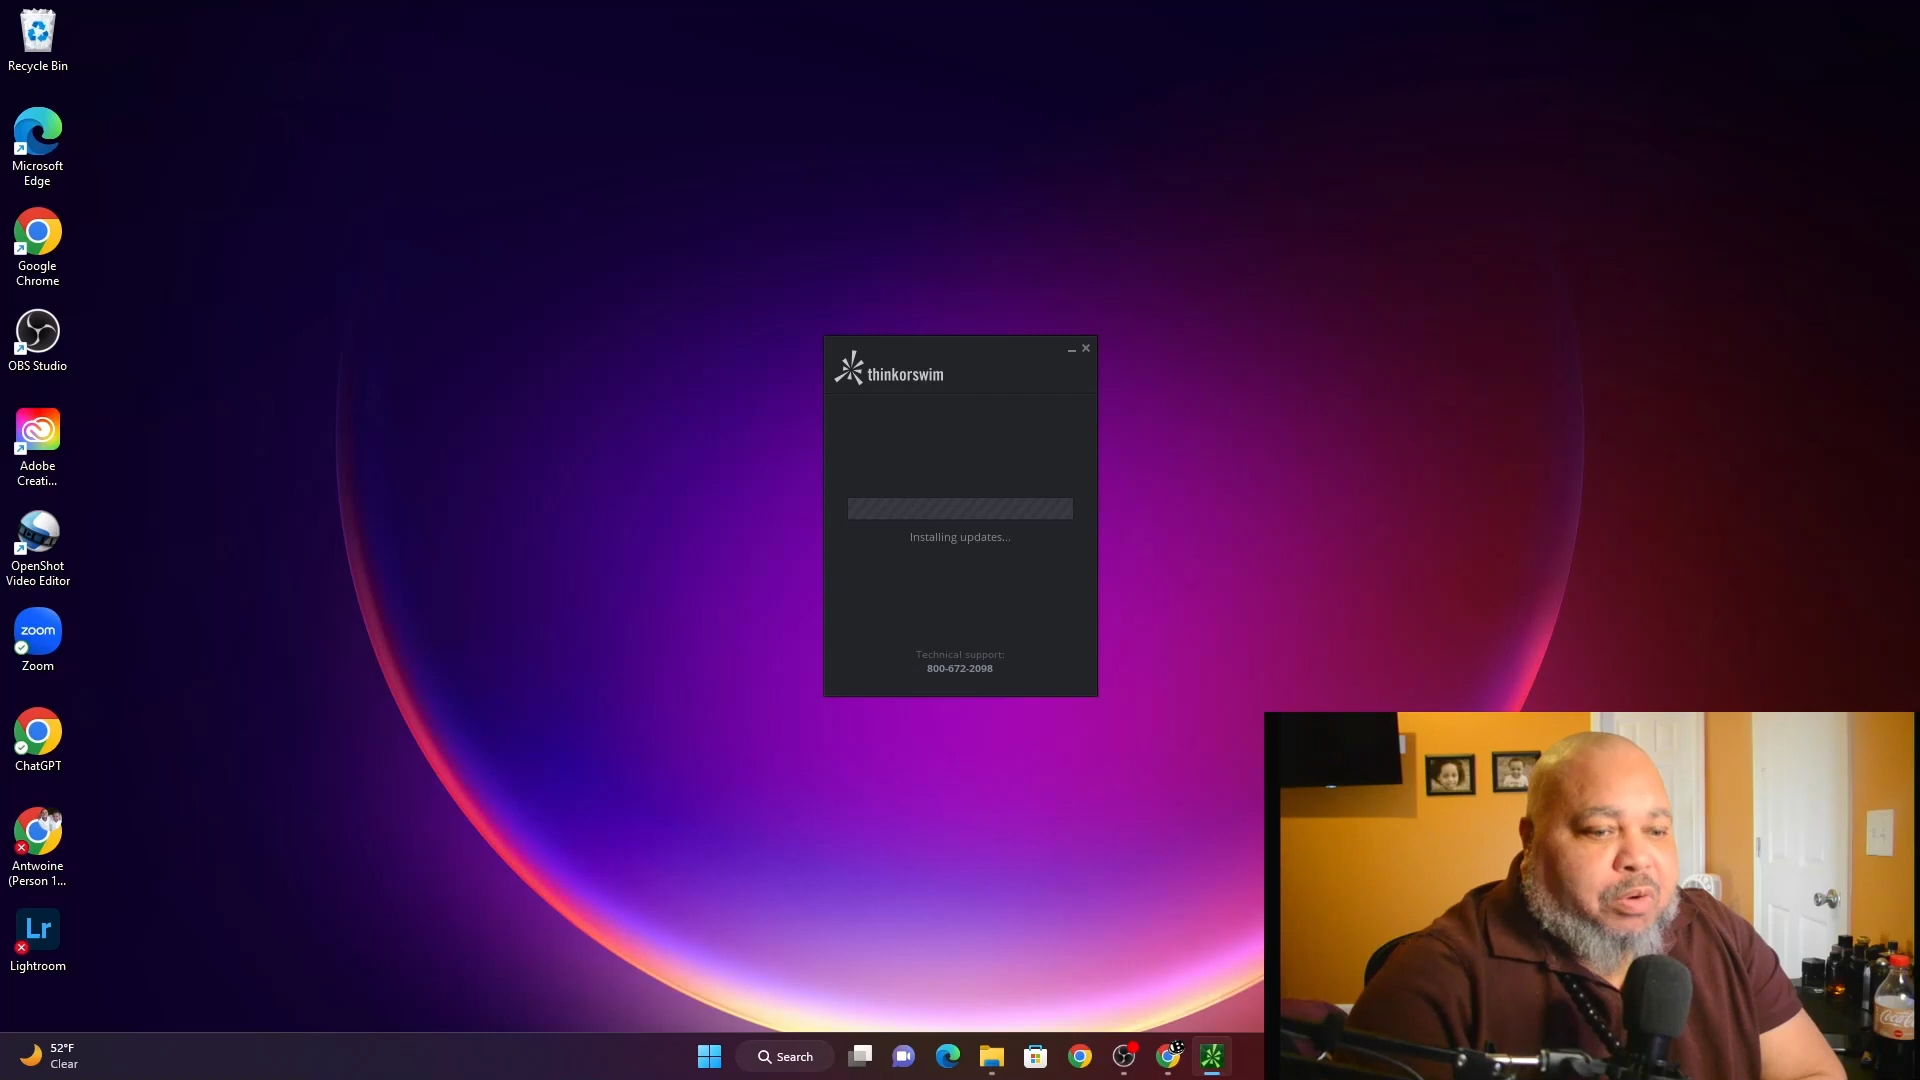 Recycle Bin
Microsoft
Edge
Google
Chrome
OBS Studio
Adobe
Creati...
OpenShot
Video Editor
zoom
Zoom
ChatGPT
Antwoine
(Person 1...
Lr
Lightroom
thinkorswim
Installing updates...
Technical support:
800-672-2098
52°F
Clear
Search